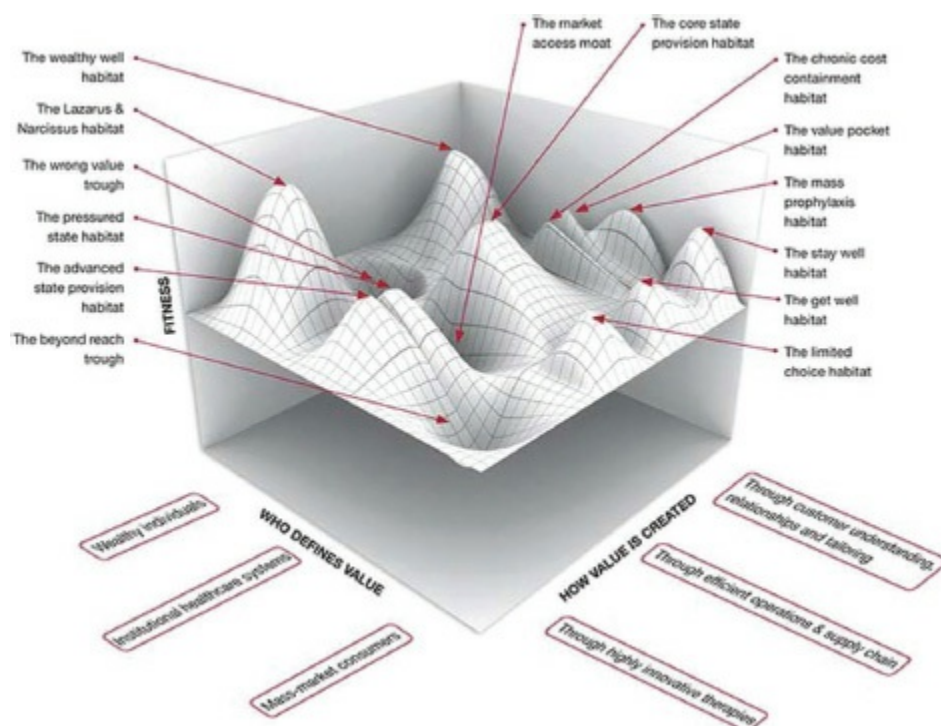 The market
access moat
The core state
provision habitat
The wealthy well
habitat
The chronic cost
containment
habitat
The Lazarus &
Narcissus habitat
The value pocket
habitat
The wrong value
trough
The mass
prophylaxis
habitat
The pressured
state habitat
The stay well
habitat
The advanced
state provision
habitat
The get well
habitat
FITNESS
The beyond reach
trough
The limited
choice habitat
WHO DEFINES VALUE
HOW VALUE IS CREATED
Wealthy individuals
Institutional healthcare systems
Mass-market consumers
Through customer understanding,
relationships and tailoring
Through efficient operations & supply chain
Through highly innovative therapies